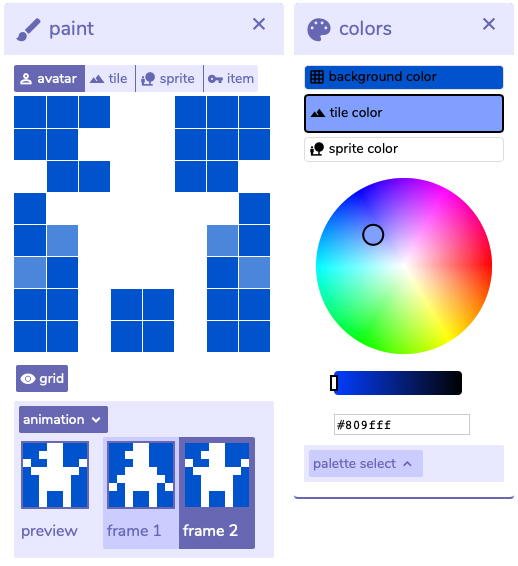 paint
colors
avatar tile sprite item
background color
tile color
sprite color
grid
#809fff
animation
palette select
preview frame 1 frame 2